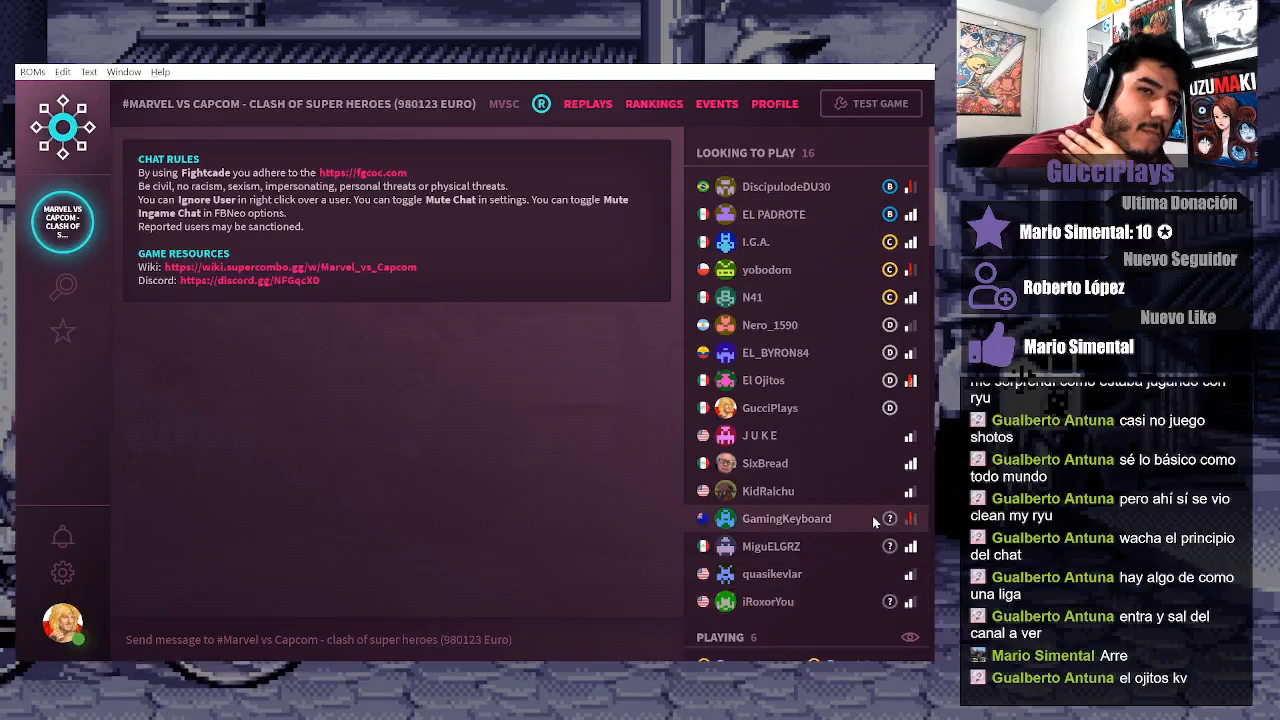 ROMs Edit Text Window Help
#MARVEL VS CAPCOM - CLASH OF SUPER HEROES (980123 EURO) MVSC R REPLAYS RANKINGS EVENTS PROFILE TEST GAME
MARVEL VS
CAPCOM -
CLASH OF
S...
CHAT RULES
By using Fightcade you adhere to the https://fgcoc.com
Be civil, no racism, sexism, impersonating, personal threats or physical threats.
You can Ignore User in right click over a user. You can toggle Mute Chat in settings. You can toggle Mute
Ingame Chat in FBNeo options.
Reported users may be sanctioned.
GAME RESOURCES
Wiki: https://wiki.supercombo.gg/w/Marvel_vs_Capcom
Discord: https://discord.gg/NFGqcXD
Send message to #Marvel vs Capcom - clash of super heroes (980123 Euro)
LOOKING TO PLAY 16
DiscipulodeDU30 B
EL PADROTE B
I.G.A. C
yobodom C
N41 C
Nero_1590 D
EL_BYRON84 D
El Ojitos D
GucciPlays D
J U K E
SixBread
KidRaichu
GamingKeyboard ?
MiguELGRZ ?
quasikevlar
iRoxorYou ?
PLAYING 6
BERSERK
UZUMAKI
GucciPlays
Ultima Donación
Mario Simental: 10
Nuevo Seguidor
Roberto López
Nuevo Like
Mario Simental
me sorprendí como estaba jugando con
ryu
Gualberto Antuna casi no juego
shotos
Gualberto Antuna sé lo básico como
todo mundo
Gualberto Antuna pero ahí sí se vio
clean my ryu
Gualberto Antuna wacha el principio
del chat
Gualberto Antuna hay algo de como
una liga
Gualberto Antuna entra y sal del
canal a ver
Mario Simental Arre
Gualberto Antuna el ojitos kv